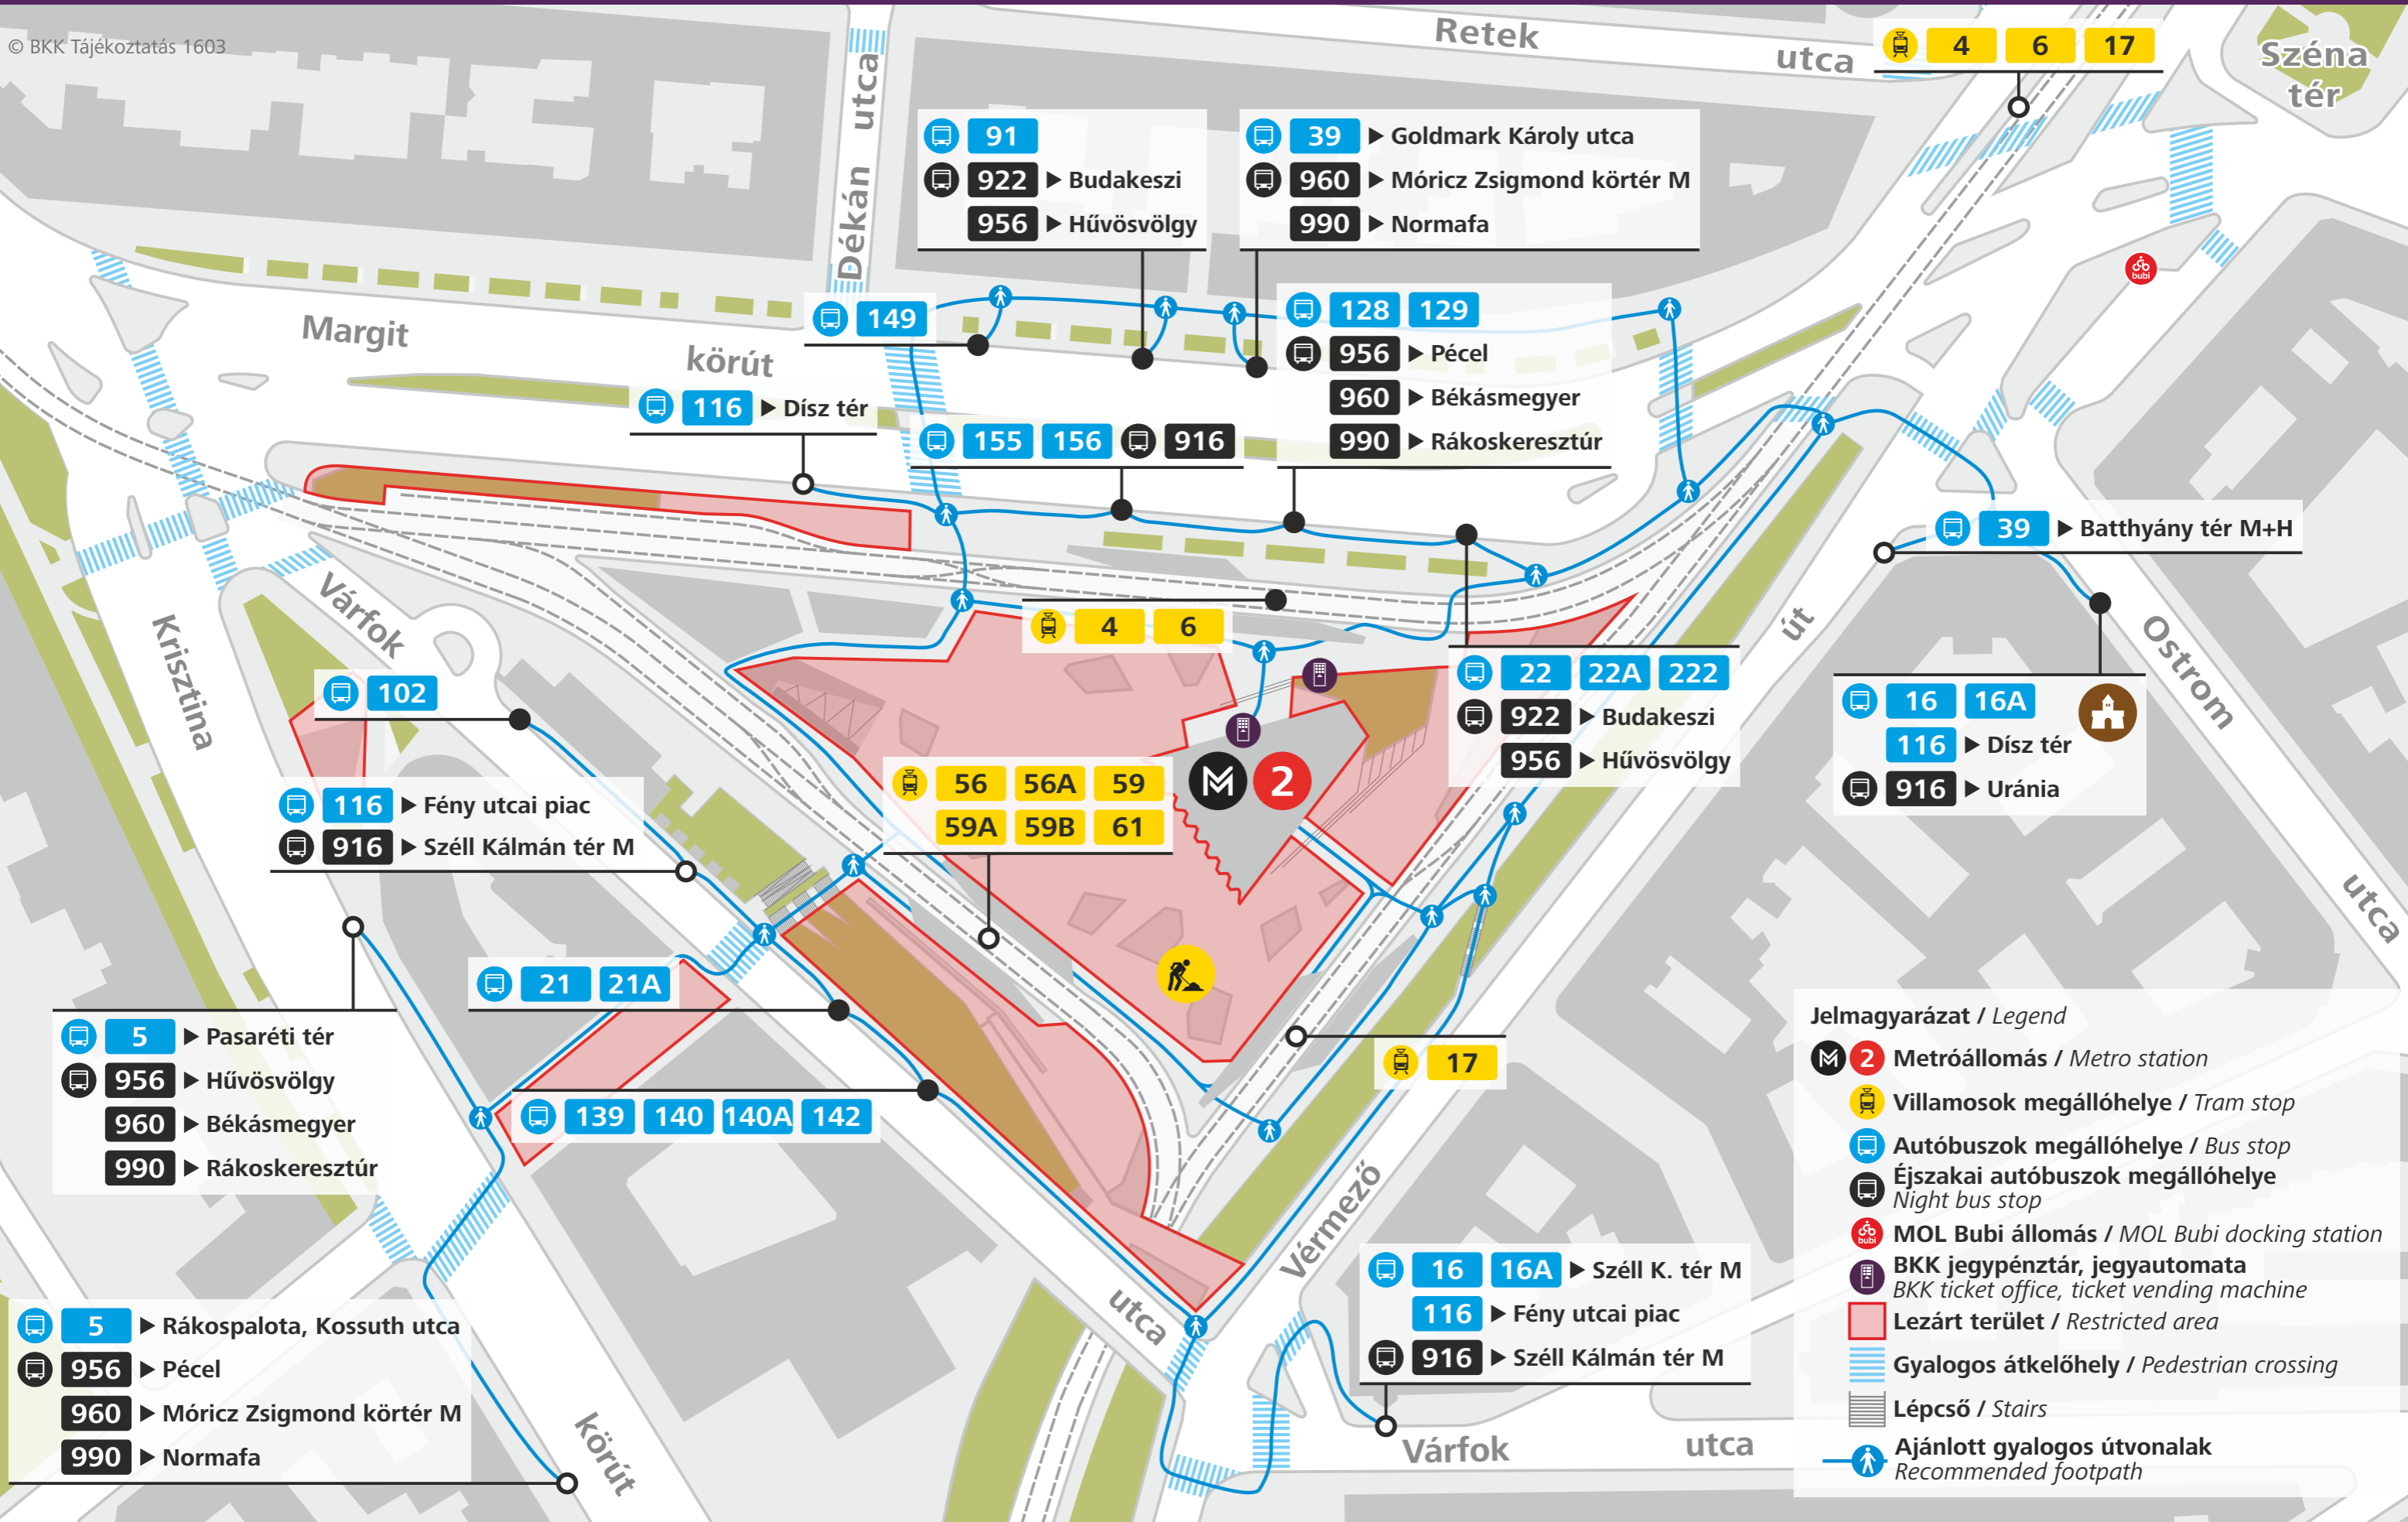 © BKK Tájékoztatás 1603
Retek
utca
4 6 17
Széna
tér
Dékán utca
91
922 ▶ Budakeszi
956 ▶ Hűvösvölgy
39 ▶ Goldmark Károly utca
960 ▶ Móricz Zsigmond körtér M
990 ▶ Normafa
bubi
Margit
körút
149
128 129
956 ▶ Pécel
960 ▶ Békásmegyer
990 ▶ Rákoskeresztúr
116 ▶ Dísz tér
155 156 916
39 ▶ Batthyány tér M+H
Várfok
Krisztina
4 6
út
Ostrom
utca
22 22A 222
922 ▶ Budakeszi
956 ▶ Hűvösvölgy
16 16A
116 ▶ Dísz tér
916 ▶ Uránia
102
116 ▶ Fény utcai piac
916 ▶ Széll Kálmán tér M
56 56A 59
59A 59B 61
M 2
21 21A
5 ▶ Pasaréti tér
956 ▶ Hűvösvölgy
960 ▶ Békásmegyer
990 ▶ Rákoskeresztúr
139 140 140A 142
17
Vérmező
utca
16 16A ▶ Széll K. tér M
116 ▶ Fény utcai piac
916 ▶ Széll Kálmán tér M
5 ▶ Rákospalota, Kossuth utca
956 ▶ Pécel
960 ▶ Móricz Zsigmond körtér M
990 ▶ Normafa
körút
Várfok
utca
Jelmagyarázat / Legend
M 2 Metróállomás / Metro station
Villamosok megállóhelye / Tram stop
Autóbuszok megállóhelye / Bus stop
Éjszakai autóbuszok megállóhelye
Night bus stop
bubi MOL Bubi állomás / MOL Bubi docking station
BKK jegypénztár, jegyautomata
BKK ticket office, ticket vending machine
Lezárt terület / Restricted area
Gyalogos átkelőhely / Pedestrian crossing
Lépcső / Stairs
Ajánlott gyalogos útvonalak
Recommended footpath